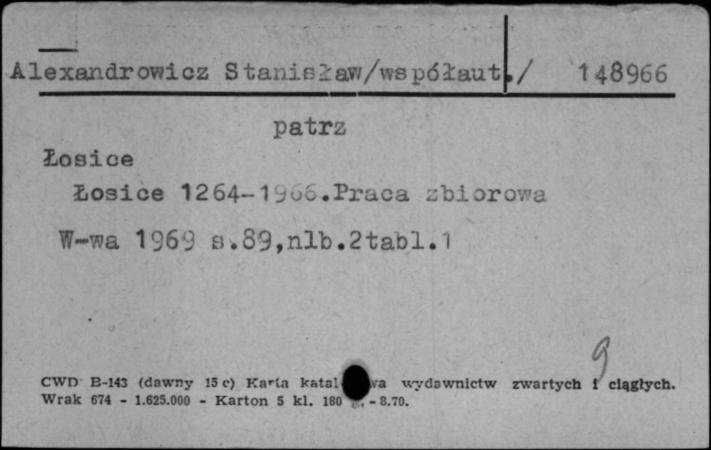 Alexandrowicz Stanisław/współaut./ 148966
patrz
Łosice
Łosice 1264-1966.Praca zbiorowa
W-wa 1969 s.89,nlb.2tabl.1
9
CWD B-143 (dawny 15 c) Karta wydawnictw zwartych i ciągłych.
Wrak 674 - 1.625.000 - Karton 5 kl. 180 - 8.70.